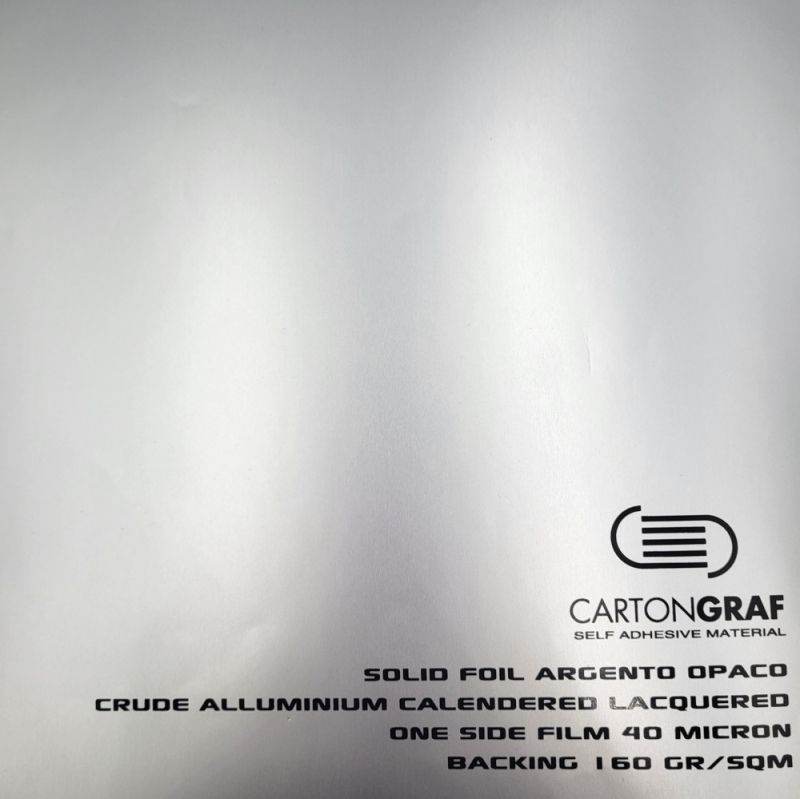 CARTONGRAF
SELF ADHESIVE MATERIAL
SOLID FOIL ARGENTO OPACO
CRUDE ALLUMINIUM CALENDERED LACQUERED
ONE SIDE FILM 40 MICRON
BACKING 160 GR/SQM